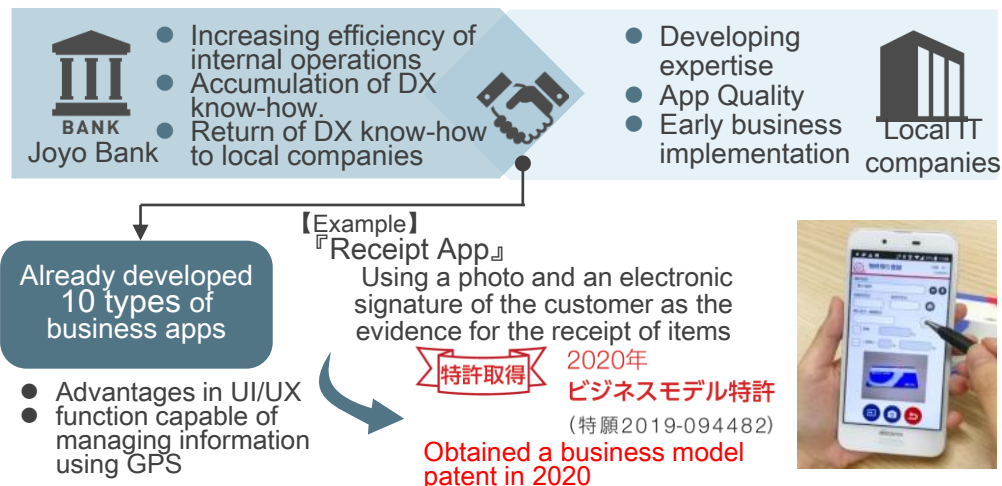 ● Increasing efficiency of
internal operations
● Accumulation of DX
know-how.
● Return of DX know-how
to local companies
BANK
Joyo Bank
● Developing
expertise
● App Quality
● Early business
implementation
Local IT
companies
Already developed
10 types of
business apps
● Advantages in UI/UX
● function capable of
managing information
using GPS
【Example】
『Receipt App』
Using a photo and an electronic
signature of the customer as the
evidence for the receipt of items
特許取得
2020年
ビジネスモデル特許
(特願2019-094482)
Obtained a business model
patent in 2020